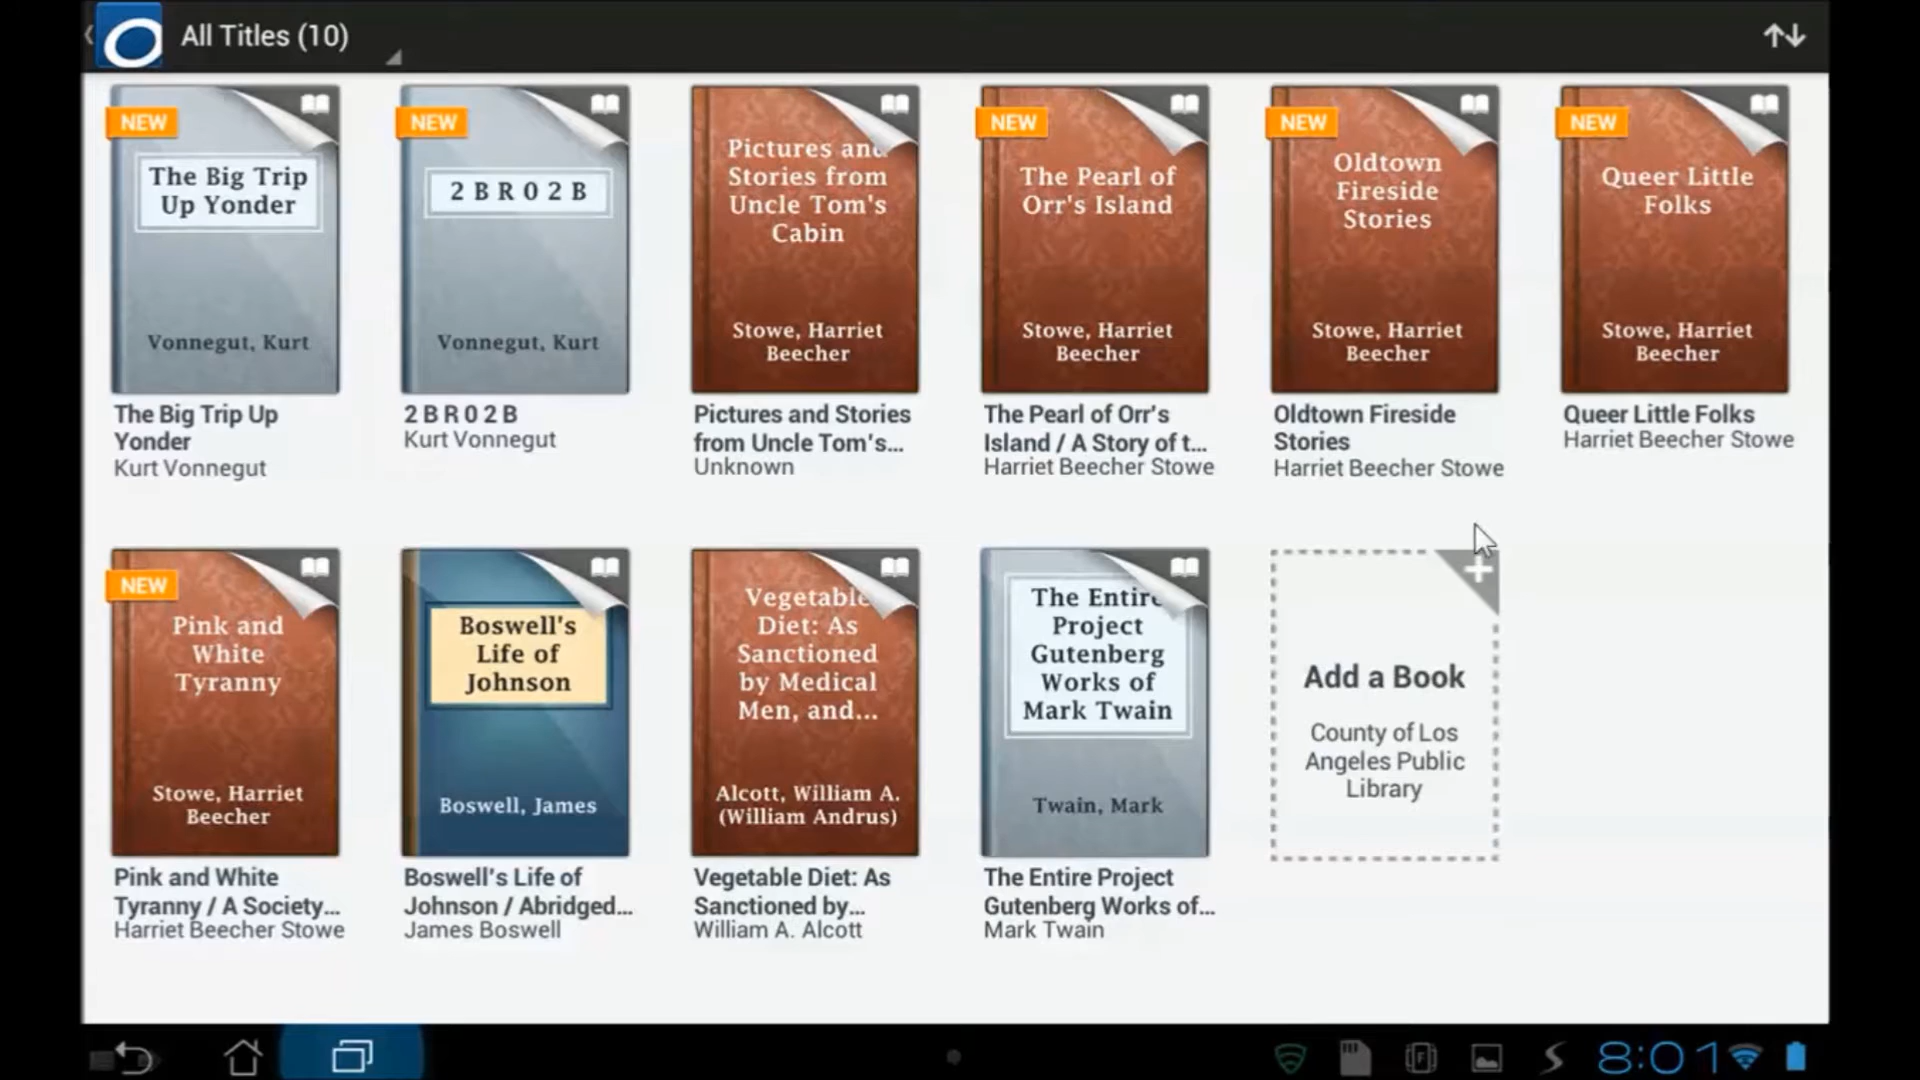 All Titles (10)
NEW
The Big Trip
Up Yonder
Vonnegut, Kurt
The Big Trip Up
Yonder
Kurt Vonnegut
NEW
2 B R 0 2 B
Vonnegut, Kurt
2 B R 0 2 B
Kurt Vonnegut
Pictures and
Stories from
Uncle Tom's
Cabin
Stowe, Harriet
Beecher
Pictures and Stories
from Uncle Tom's...
Unknown
NEW
The Pearl of
Orr's Island
Stowe, Harriet
Beecher
The Pearl of Orr's
Island / A Story of t...
Harriet Beecher Stowe
NEW
Oldtown
Fireside
Stories
Stowe, Harriet
Beecher
Oldtown Fireside
Stories
Harriet Beecher Stowe
NEW
Queer Little
Folks
Stowe, Harriet
Beecher
Queer Little Folks
Harriet Beecher Stowe
NEW
Pink and
White
Tyranny
Stowe, Harriet
Beecher
Pink and White
Tyranny / A Society...
Harriet Beecher Stowe
Boswell's
Life of
Johnson
Boswell, James
Boswell's Life of
Johnson / Abridged...
James Boswell
Vegetable
Diet: As
Sanctioned
by Medical
Men, and...
Alcott, William A.
(William Andrus)
Vegetable Diet: As
Sanctioned by...
William A. Alcott
The Entire
Project
Gutenberg
Works of
Mark Twain
Twain, Mark
The Entire Project
Gutenberg Works of...
Mark Twain
Add a Book
County of Los
Angeles Public
Library
8:01